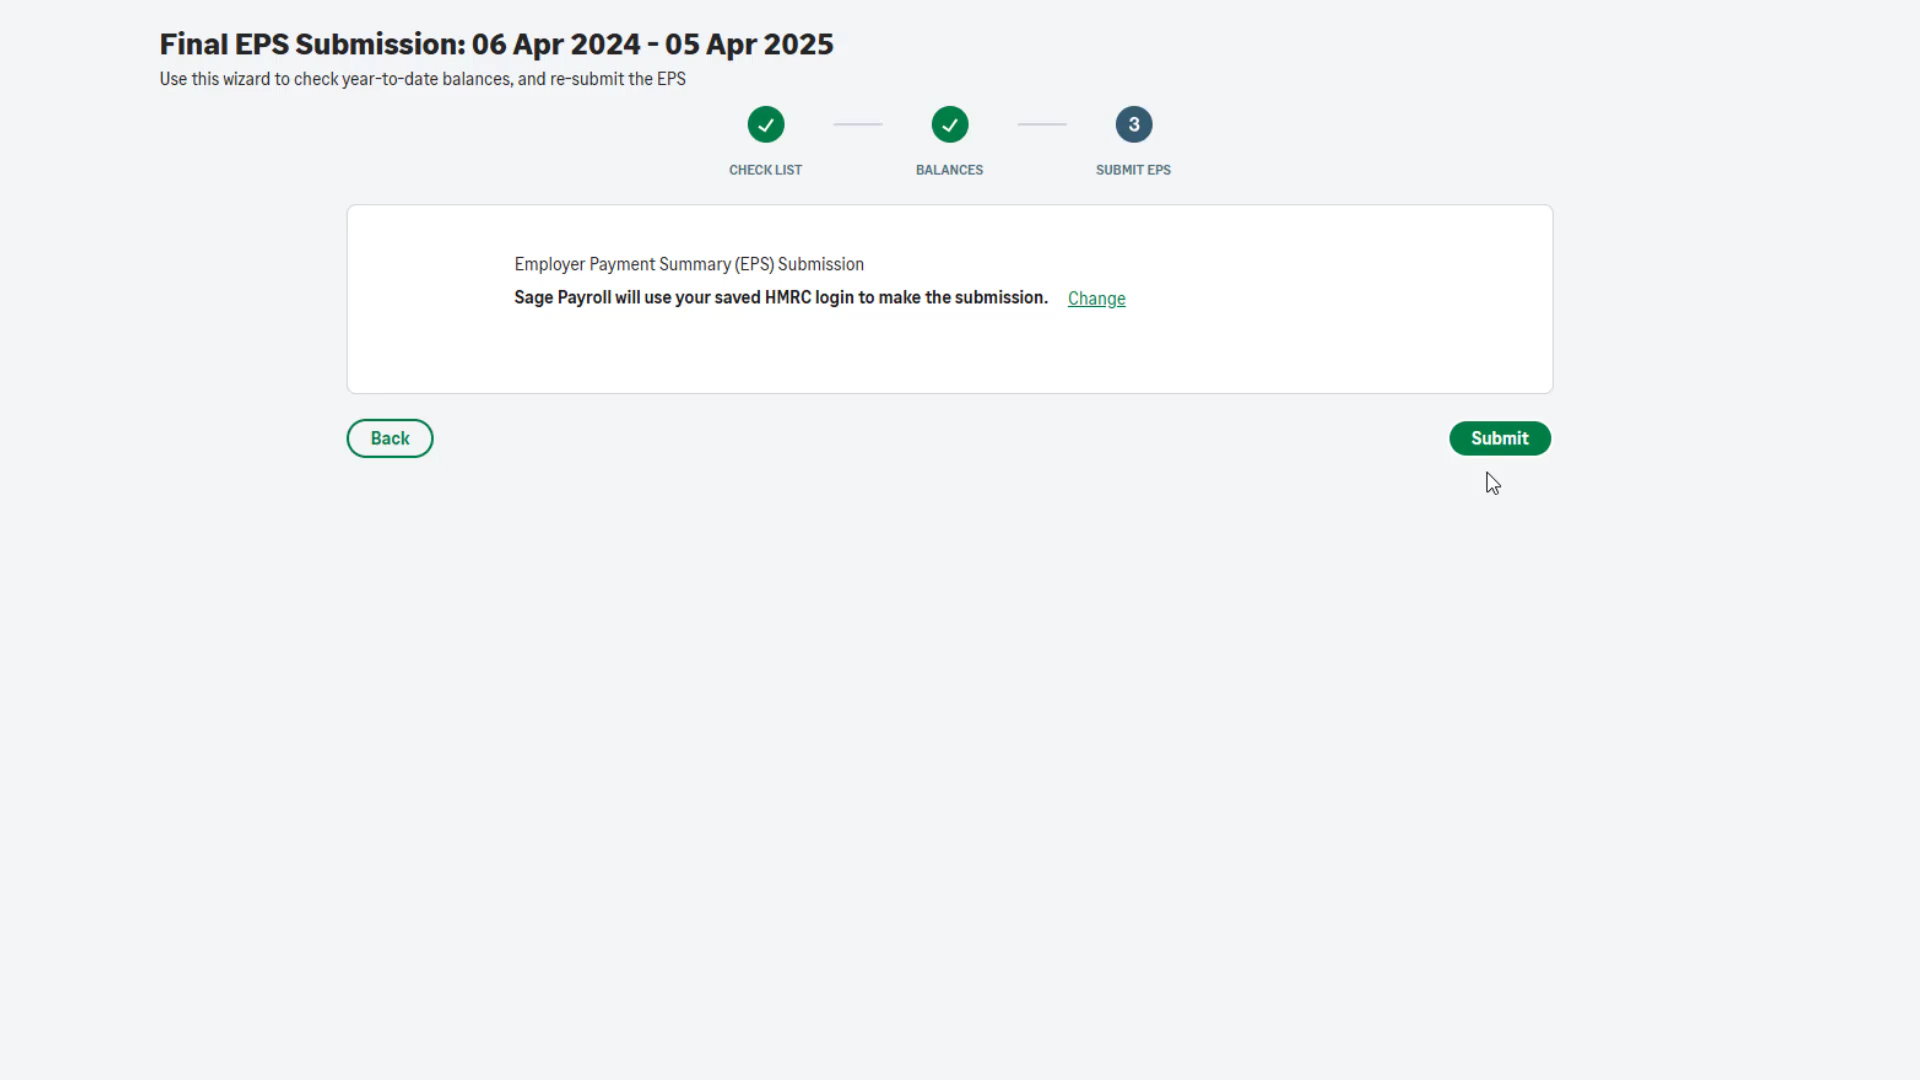 Final EPS Submission: 06 Apr 2024 - 05 Apr 2025
Use this wizard to check year-to-date balances, and re-submit the EPS
3
CHECK LIST
BALANCES
SUBMIT EPS
Employer Payment Summary (EPS) Submission
Sage Payroll will use your saved HMRC login to make the submission. Change
Back
Submit